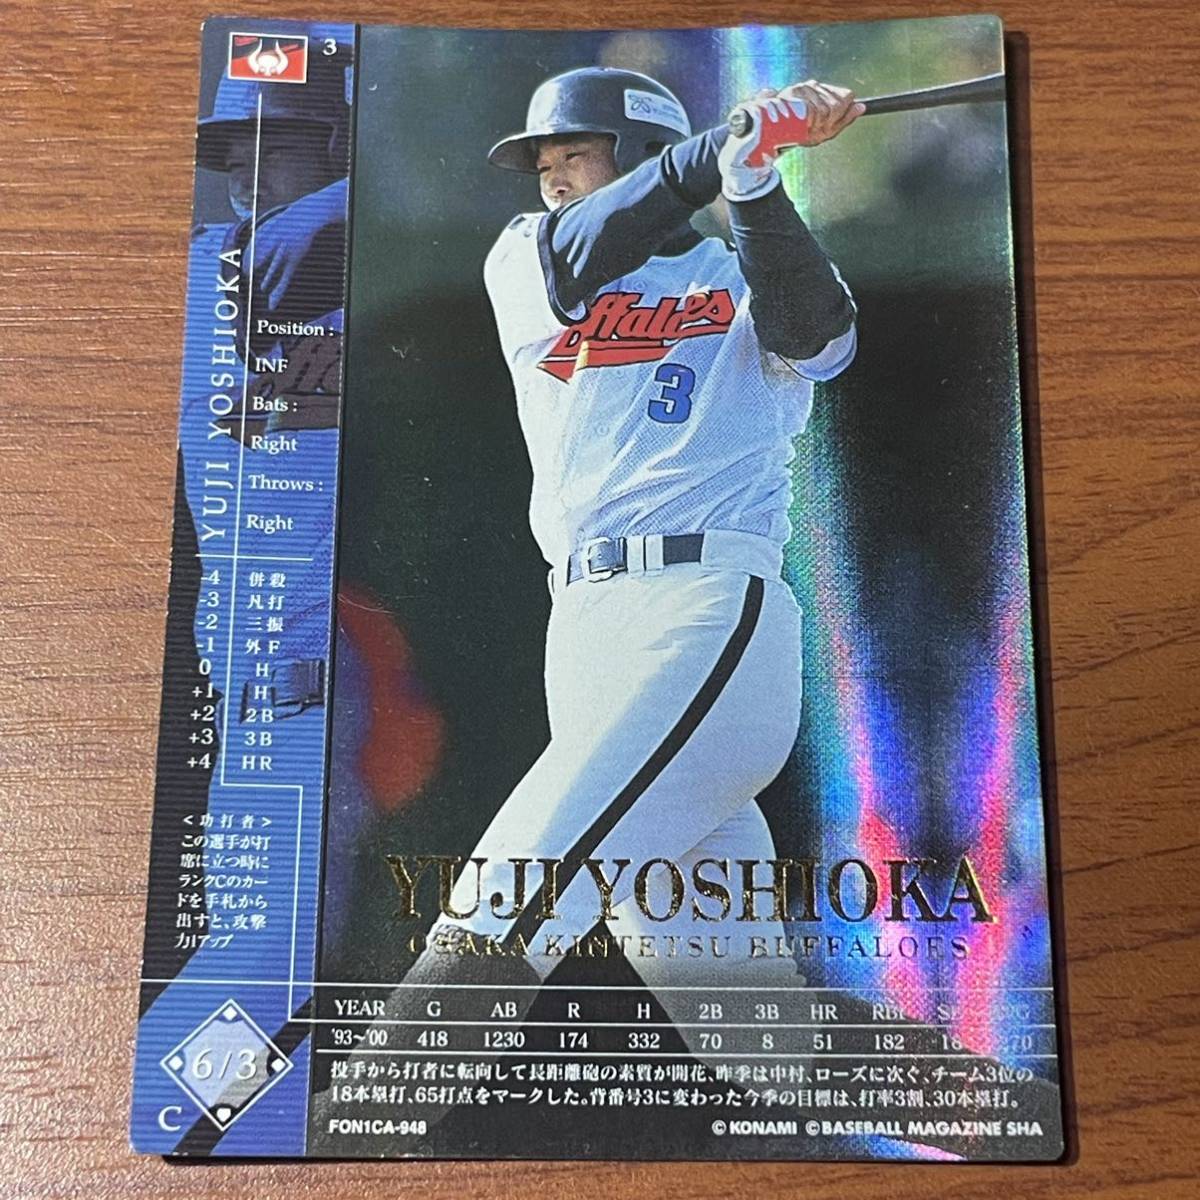 3
YUJI YOSHIOKA
Position :
INF
Bats :
Right
Throws :
Right
-4 併殺
-3 凡打
-2 三振
-1 外F
0 H
+1 H
+2 2B
+3 3B
+4 HR
<功打者>
この選手が打
席に立つ時に
ランクCのカー
ドを手札から
出すと、攻撃
力1アップ
6/3
C
Buffaloes
3
YUJI YOSHIOKA
OSAKA KINTETSU BUFFALOES
YEAR G AB R H 2B 3B HR RBI
'93~'00 418 1230 174 332 70 8 51 182
投手から打者に転向して長距離砲の素質が開花、昨季は中村、ローズに次ぐ、チーム3位の
18本塁打、65打点をマークした。背番号3に変わった今季の目標は、打率3割、30本塁打。
FON1CA-948
©KONAMI ©BASEBALL MAGAZINE SHA